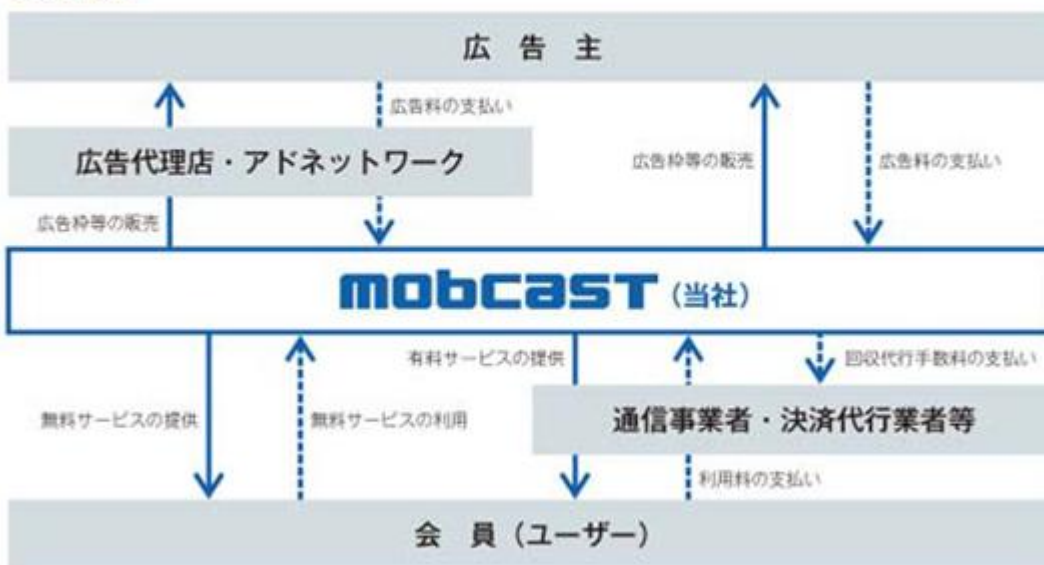 広 告 主
広告料の支払い
広告代理店・アドネットワーク
広告枠等の販売
広告料の支払い
広告枠等の販売
mobcast (当社)
有料サービスの提供
回収代行手数料の支払い
無料サービスの提供
無料サービスの利用
通信事業者・決済代行業者等
利用料の支払い
会 員 (ユーザー)